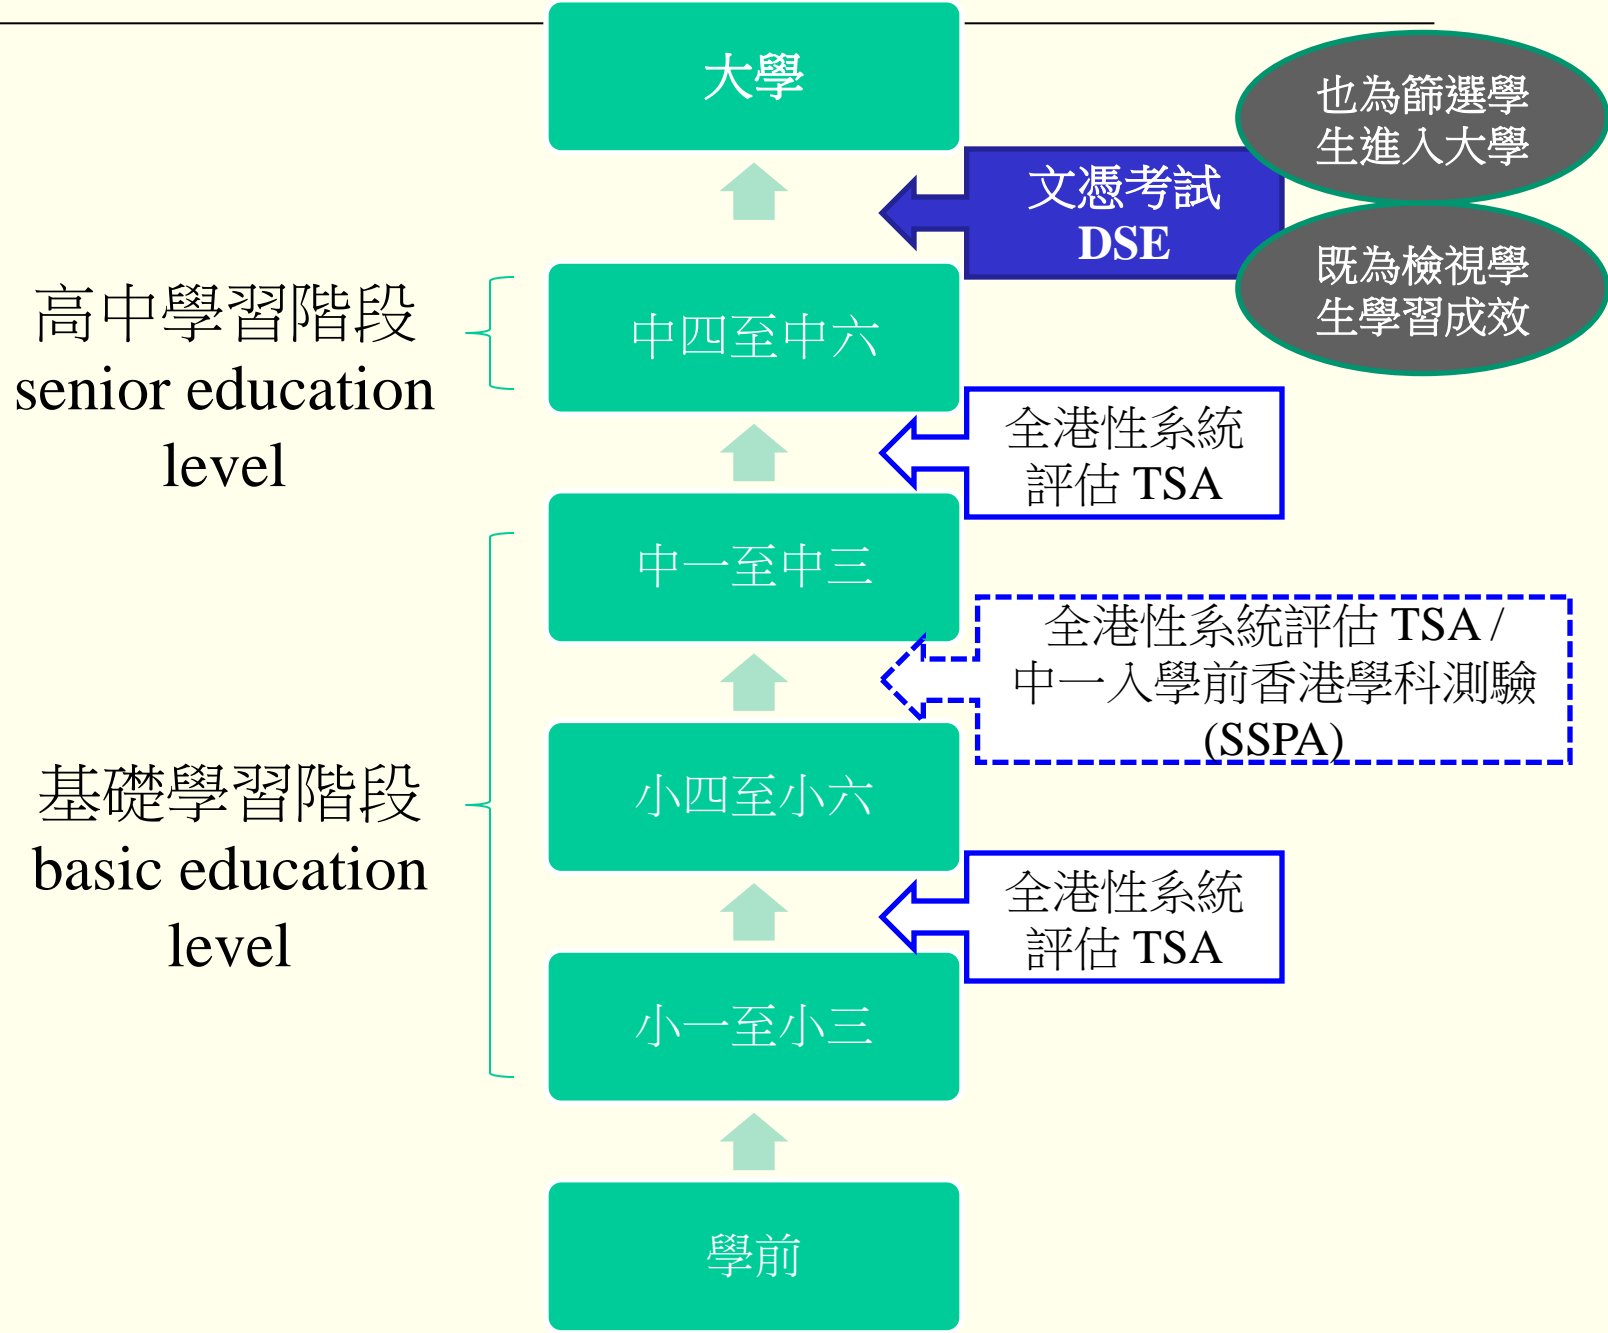 大學
也為篩選學
生進入大學
文憑考試
DSE
既為檢視學
生學習成效
高中學習階段
senior education
level
中四至中六
全港性系統
評估 TSA
中一至中三
全港性系統評估 TSA /
中一入學前香港學科測驗
(SSPA)
基礎學習階段
basic education
level
小四至小六
全港性系統
評估 TSA
小一至小三
學前